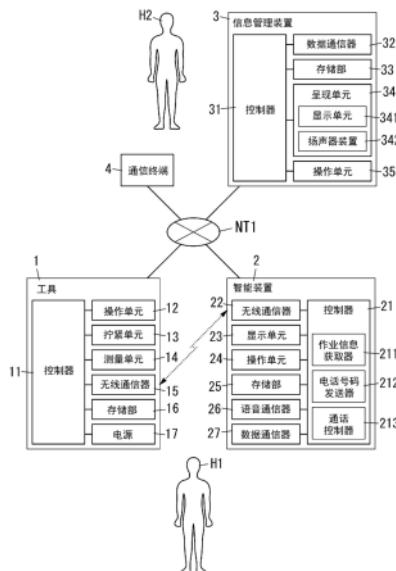 H2
3
信息管理装置
31
控制器
数据通信器
32
存储部
33
呈现单元
34
显示单元
341
扬声器装置
342
操作单元
35
4
通信终端
NT1
1
工具
11
控制器
操作单元
12
拧紧单元
13
测量单元
14
无线通信器
15
存储部
16
电源
17
2
智能装置
22
无线通信器
23
显示单元
24
操作单元
25
存储部
26
语音通信器
27
数据通信器
控制器
21
作业信息
获取器
211
电话号码
发送器
212
通话
控制器
213
H1